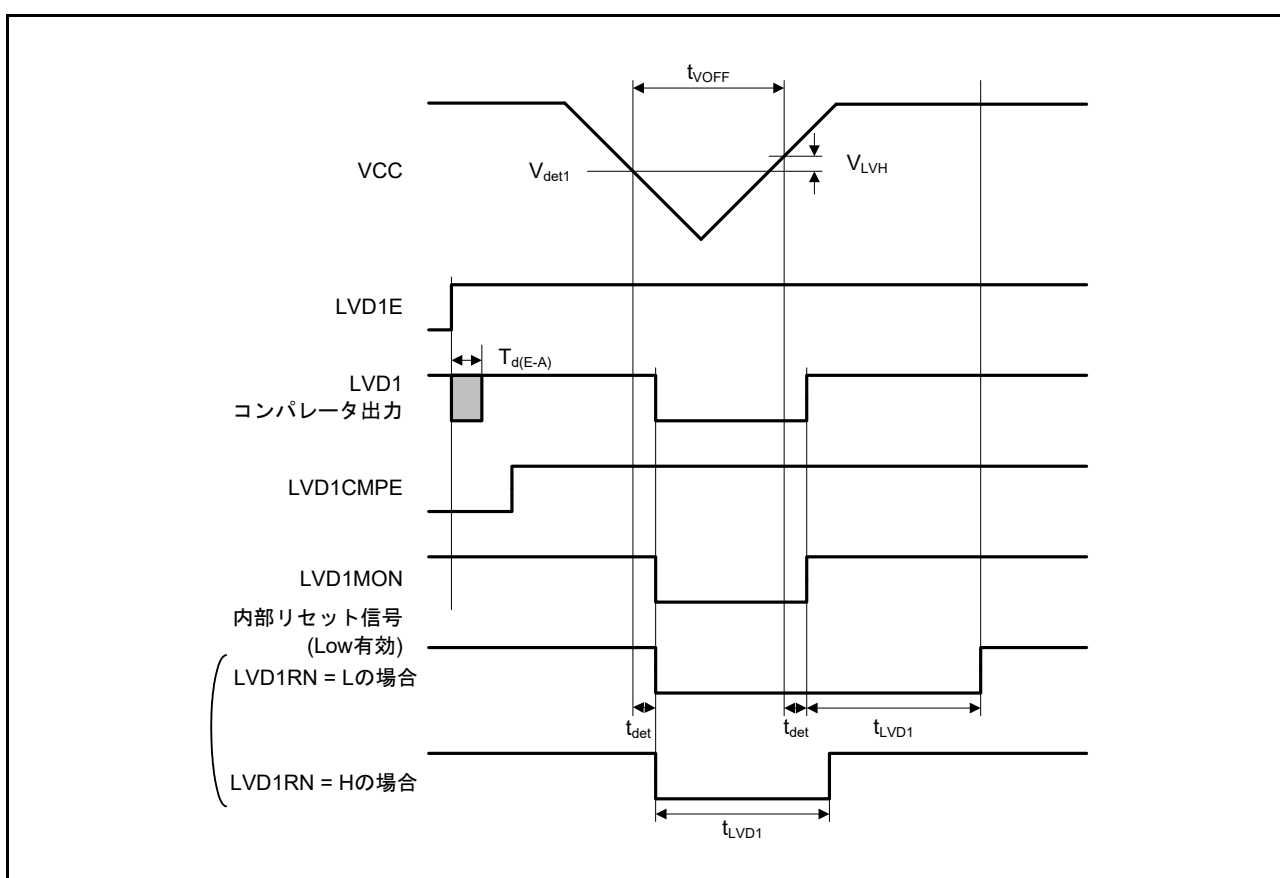 tVOFF
VCC
Vdet1
VLVH
LVD1E
Td(E-A)
LVD1
コンパレータ出力
LVD1CMPE
LVD1MON
内部リセット信号
(Low有効)
LVD1RN = Lの場合
tdet
tdet
tLVD1
LVD1RN = Hの場合
tLVD1